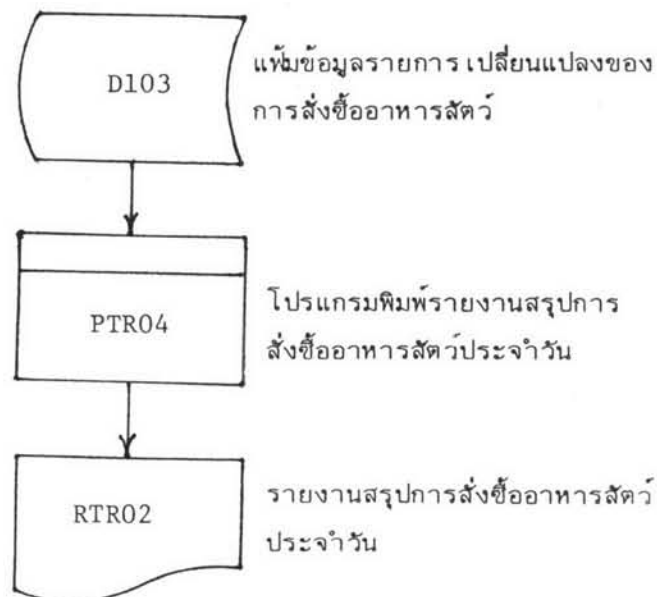 D103
แฟ้มข้อมูลรายการ เปลี่ยนแปลงของ
การสั่งซื้ออาหารสัตว์
PTR04
โปรแกรมพิมพ์รายงานสรุปการ
สั่งซื้ออาหารสัตว์ประจำวัน
RTR02
รายงานสรุปการสั่งซื้ออาหารสัตว์
ประจำวัน